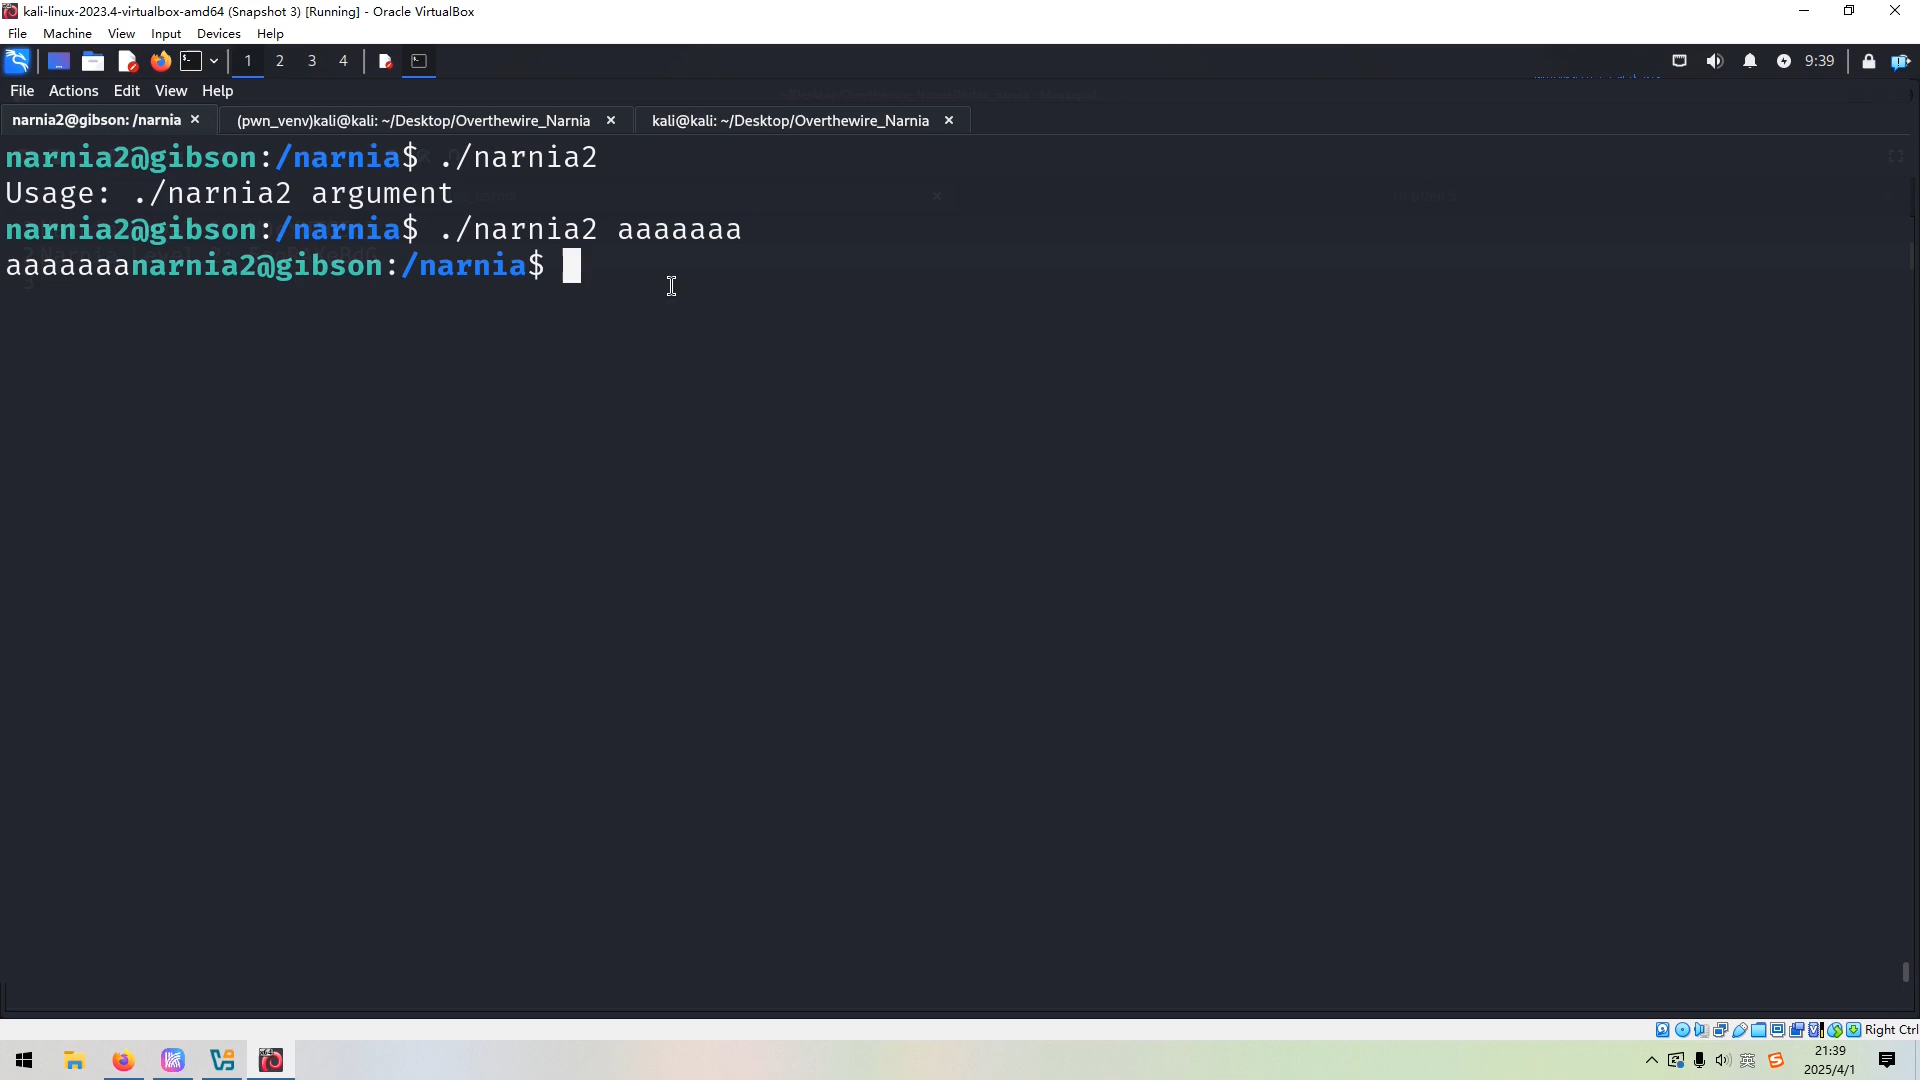 kali-linux-2023.4-virtualbox-amd64 (Snapshot 3) [Running] - Oracle VirtualBox
File Machine View Input Devices Help
1 2 3 4 9:39
File Actions Edit View Help
narnia2@gibson: /narnia (pwn_venv)kali@kali: ~/Desktop/Overthewire_Narnia kali@kali: ~/Desktop/Overthewire_Narnia
narnia2@gibson:/narnia$ ./narnia2
Usage: ./narnia2 argument
narnia2@gibson:/narnia$ ./narnia2 aaaaaaa
aaaaaaanarnia2@gibson:/narnia$
Right Ctrl
英
21:39
2025/4/1